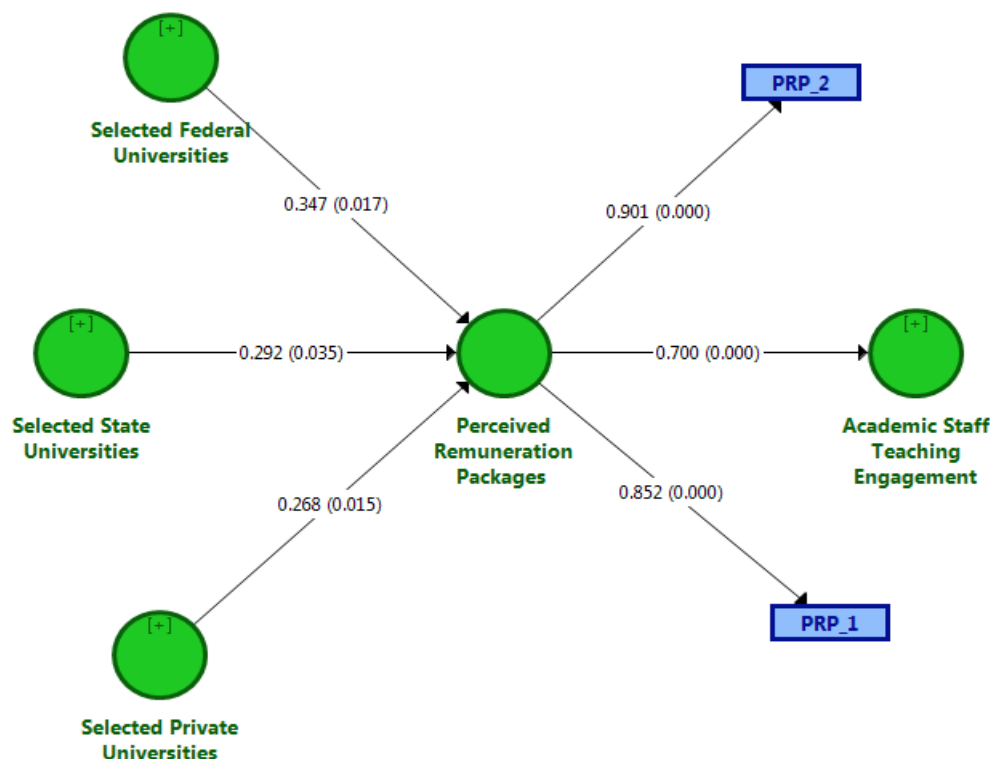 [+]
Selected Federal
Universities
PRP_2
0.347 (0.017)
0.901 (0.000)
[+]
Selected State
Universities
0.292 (0.035)
Perceived
Remuneration
Packages
0.700 (0.000)
[+]
Academic Staff
Teaching
Engagement
0.268 (0.015)
0.852 (0.000)
[+]
Selected Private
Universities
PRP_1